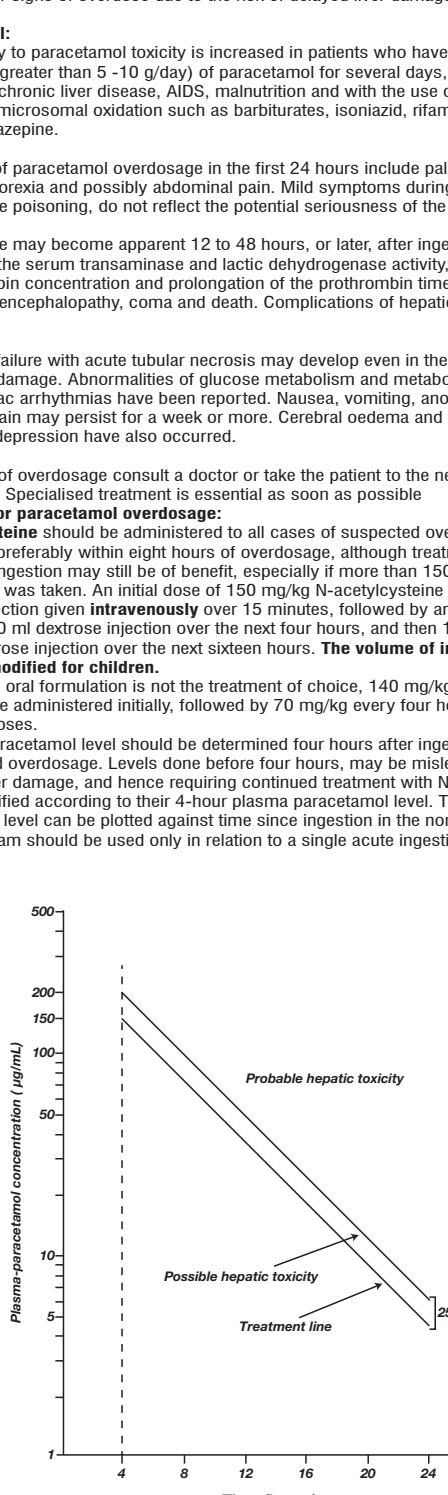 signs of overdose due to the risk of delayed liver damage
l:
y to paracetamol toxicity is increased in patients who have
greater than 5 -10 g/day) of paracetamol for several days,
chronic liver disease, AIDS, malnutrition and with the use o
microsomal oxidation such as barbiturates, isoniazid, rifam
azepine.
of paracetamol overdosage in the first 24 hours include pal
orexia and possibly abdominal pain. Mild symptoms during
e poisoning, do not reflect the potential seriousness of the
e may become apparent 12 to 48 hours, or later, after inge
the serum transaminase and lactic dehydrogenase activity,
bin concentration and prolongation of the prothrombin time
encephalopathy, coma and death. Complications of hepatic
failure with acute tubular necrosis may develop even in the
damage. Abnormalities of glucose metabolism and metabo
ac arrhythmias have been reported. Nausea, vomiting, ano
ain may persist for a week or more. Cerebral oedema and
depression have also occurred.
of overdosage consult a doctor or take the patient to the ne
Specialised treatment is essential as soon as possible
or paracetamol overdosage:
teine should be administered to all cases of suspected ove
preferably within eight hours of overdosage, although treatm
ngestion may still be of benefit, especially if more than 150
was taken. An initial dose of 150 mg/kg N-acetylcysteine
ection given intravenously over 15 minutes, followed by an
0 ml dextrose injection over the next four hours, and then 1
rose injection over the next sixteen hours. The volume of in
modified for children.
oral formulation is not the treatment of choice, 140 mg/kg
e administered initially, followed by 70 mg/kg every four ho
oses.
racetamol level should be determined four hours after inge
d overdosage. Levels done before four hours, may be misle
er damage, and hence requiring continued treatment with N
ified according to their 4-hour plasma paracetamol level. T
level can be plotted against time since ingestion in the nom
am should be used only in relation to a single acute ingesti
Plasma-paracetamol concentration ( µg/mL)
500
200
150
100
50
10
5
1
Probable hepatic toxicity
Possible hepatic toxicity
Treatment line
25
4 8 12 16 20 24